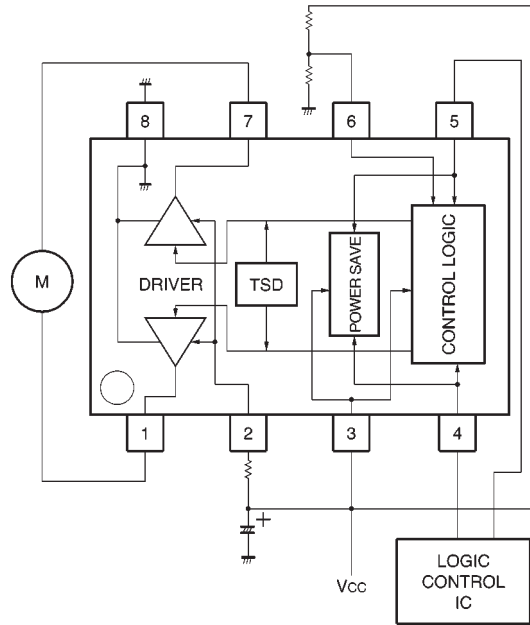 8 7 6 5
M
DRIVER
TSD
POWER SAVE
CONTROL LOGIC
1 2 3 4
+
VCC
LOGIC
CONTROL
IC